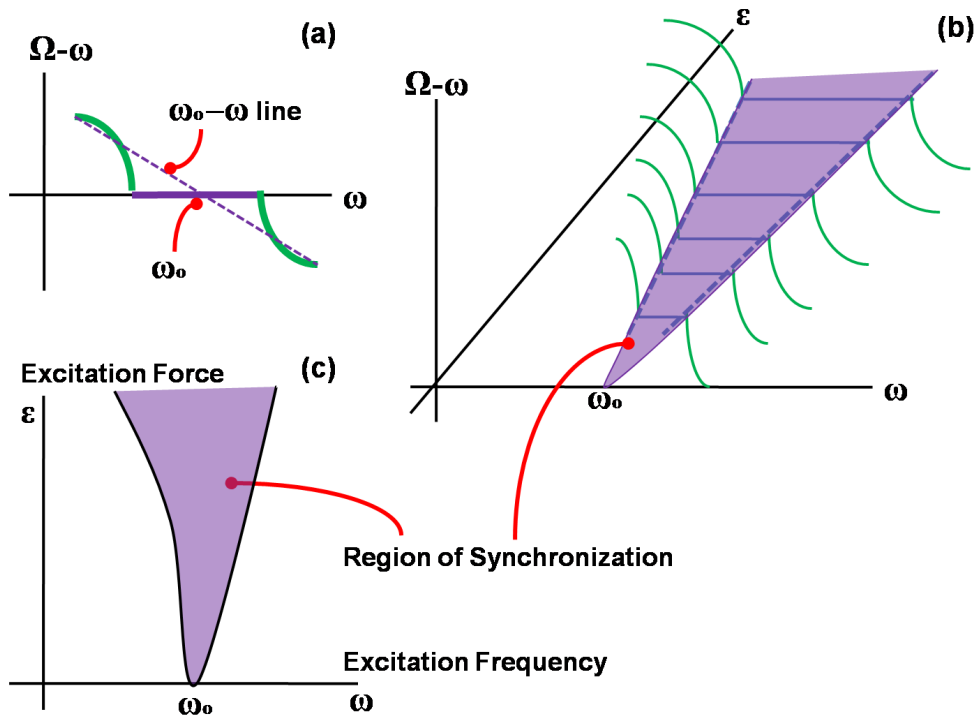 (a)
Ω-ω
ωₒ–ω line
ω
ωₒ
(b)
ε
Ω-ω
ωₒ
ω
(c)
Excitation Force
ε
Region of Synchronization
Excitation Frequency
ωₒ
ω